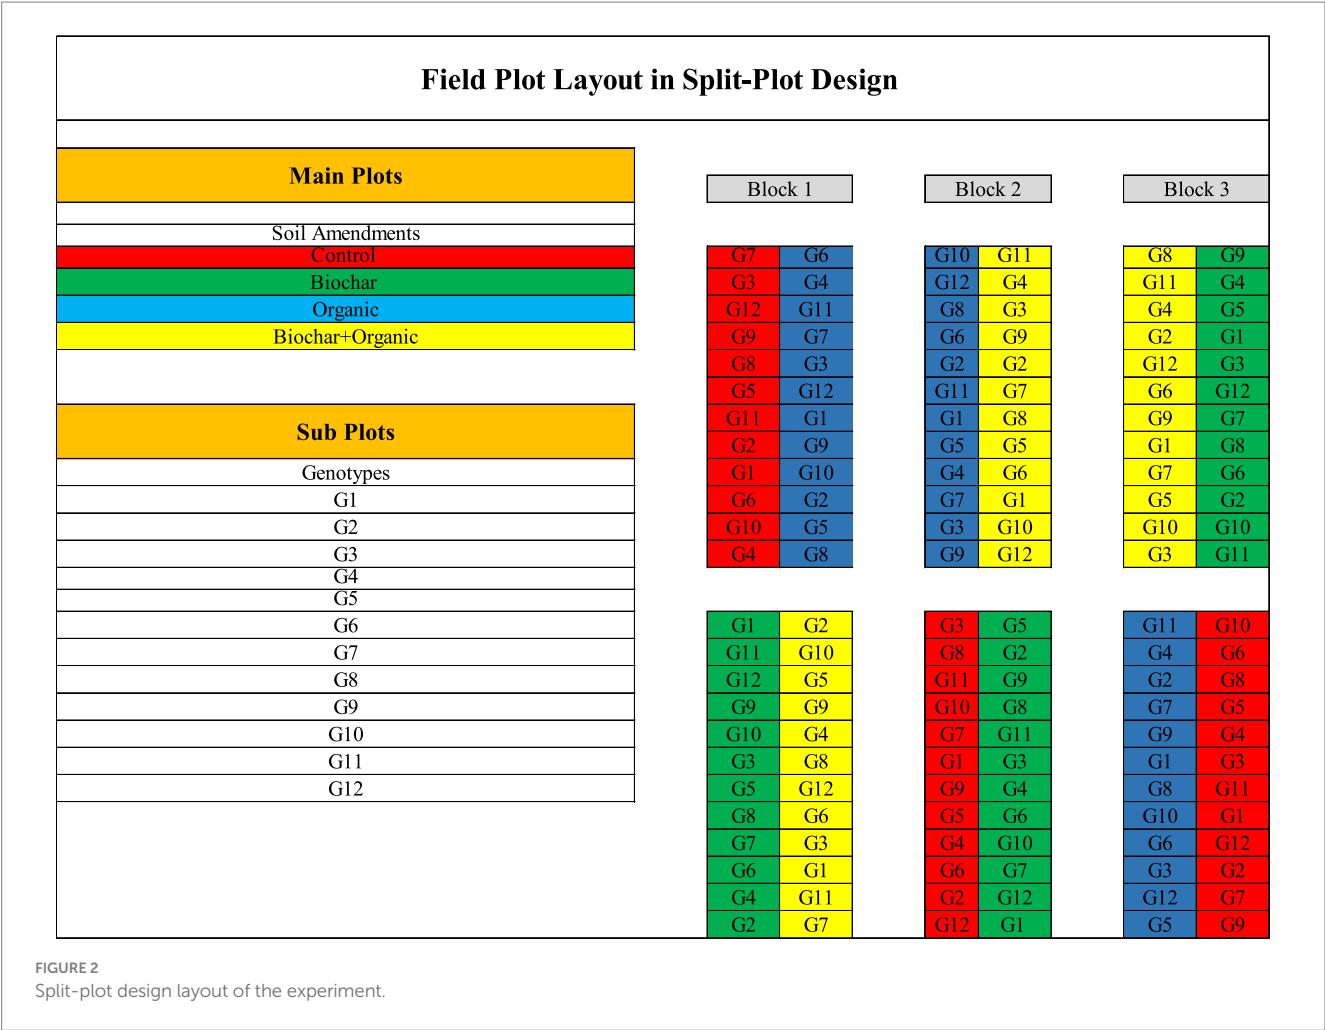 Field Plot Layout in Split-Plot Design
Main Plots
Soil Amendments
Control
Biochar
Organic
Biochar+Organic
Sub Plots
Genotypes
G1
G2
G3
G4
G5
G6
G7
G8
G9
G10
G11
G12
Block 1 Block 2 Block 3
G7 G6 G10 G11 G8 G9
G3 G4 G12 G4 G11 G4
G12 G11 G8 G3 G4 G5
G9 G7 G6 G9 G2 G1
G8 G3 G2 G2 G12 G3
G5 G12 G11 G7 G6 G12
G11 G1 G1 G8 G9 G7
G2 G9 G5 G5 G1 G8
G1 G10 G4 G6 G7 G6
G6 G2 G7 G1 G5 G2
G10 G5 G3 G10 G10 G10
G4 G8 G9 G12 G3 G11
G1 G2 G3 G5 G11 G10
G11 G10 G8 G2 G4 G6
G12 G5 G11 G9 G2 G8
G9 G9 G10 G8 G7 G5
G10 G4 G7 G11 G9 G4
G3 G8 G1 G3 G1 G3
G5 G12 G9 G4 G8 G11
G8 G6 G5 G6 G10 G1
G7 G3 G4 G10 G6 G12
G6 G1 G6 G7 G3 G2
G4 G11 G2 G12 G12 G7
G2 G7 G12 G1 G5 G9
FIGURE 2
Split-plot design layout of the experiment.